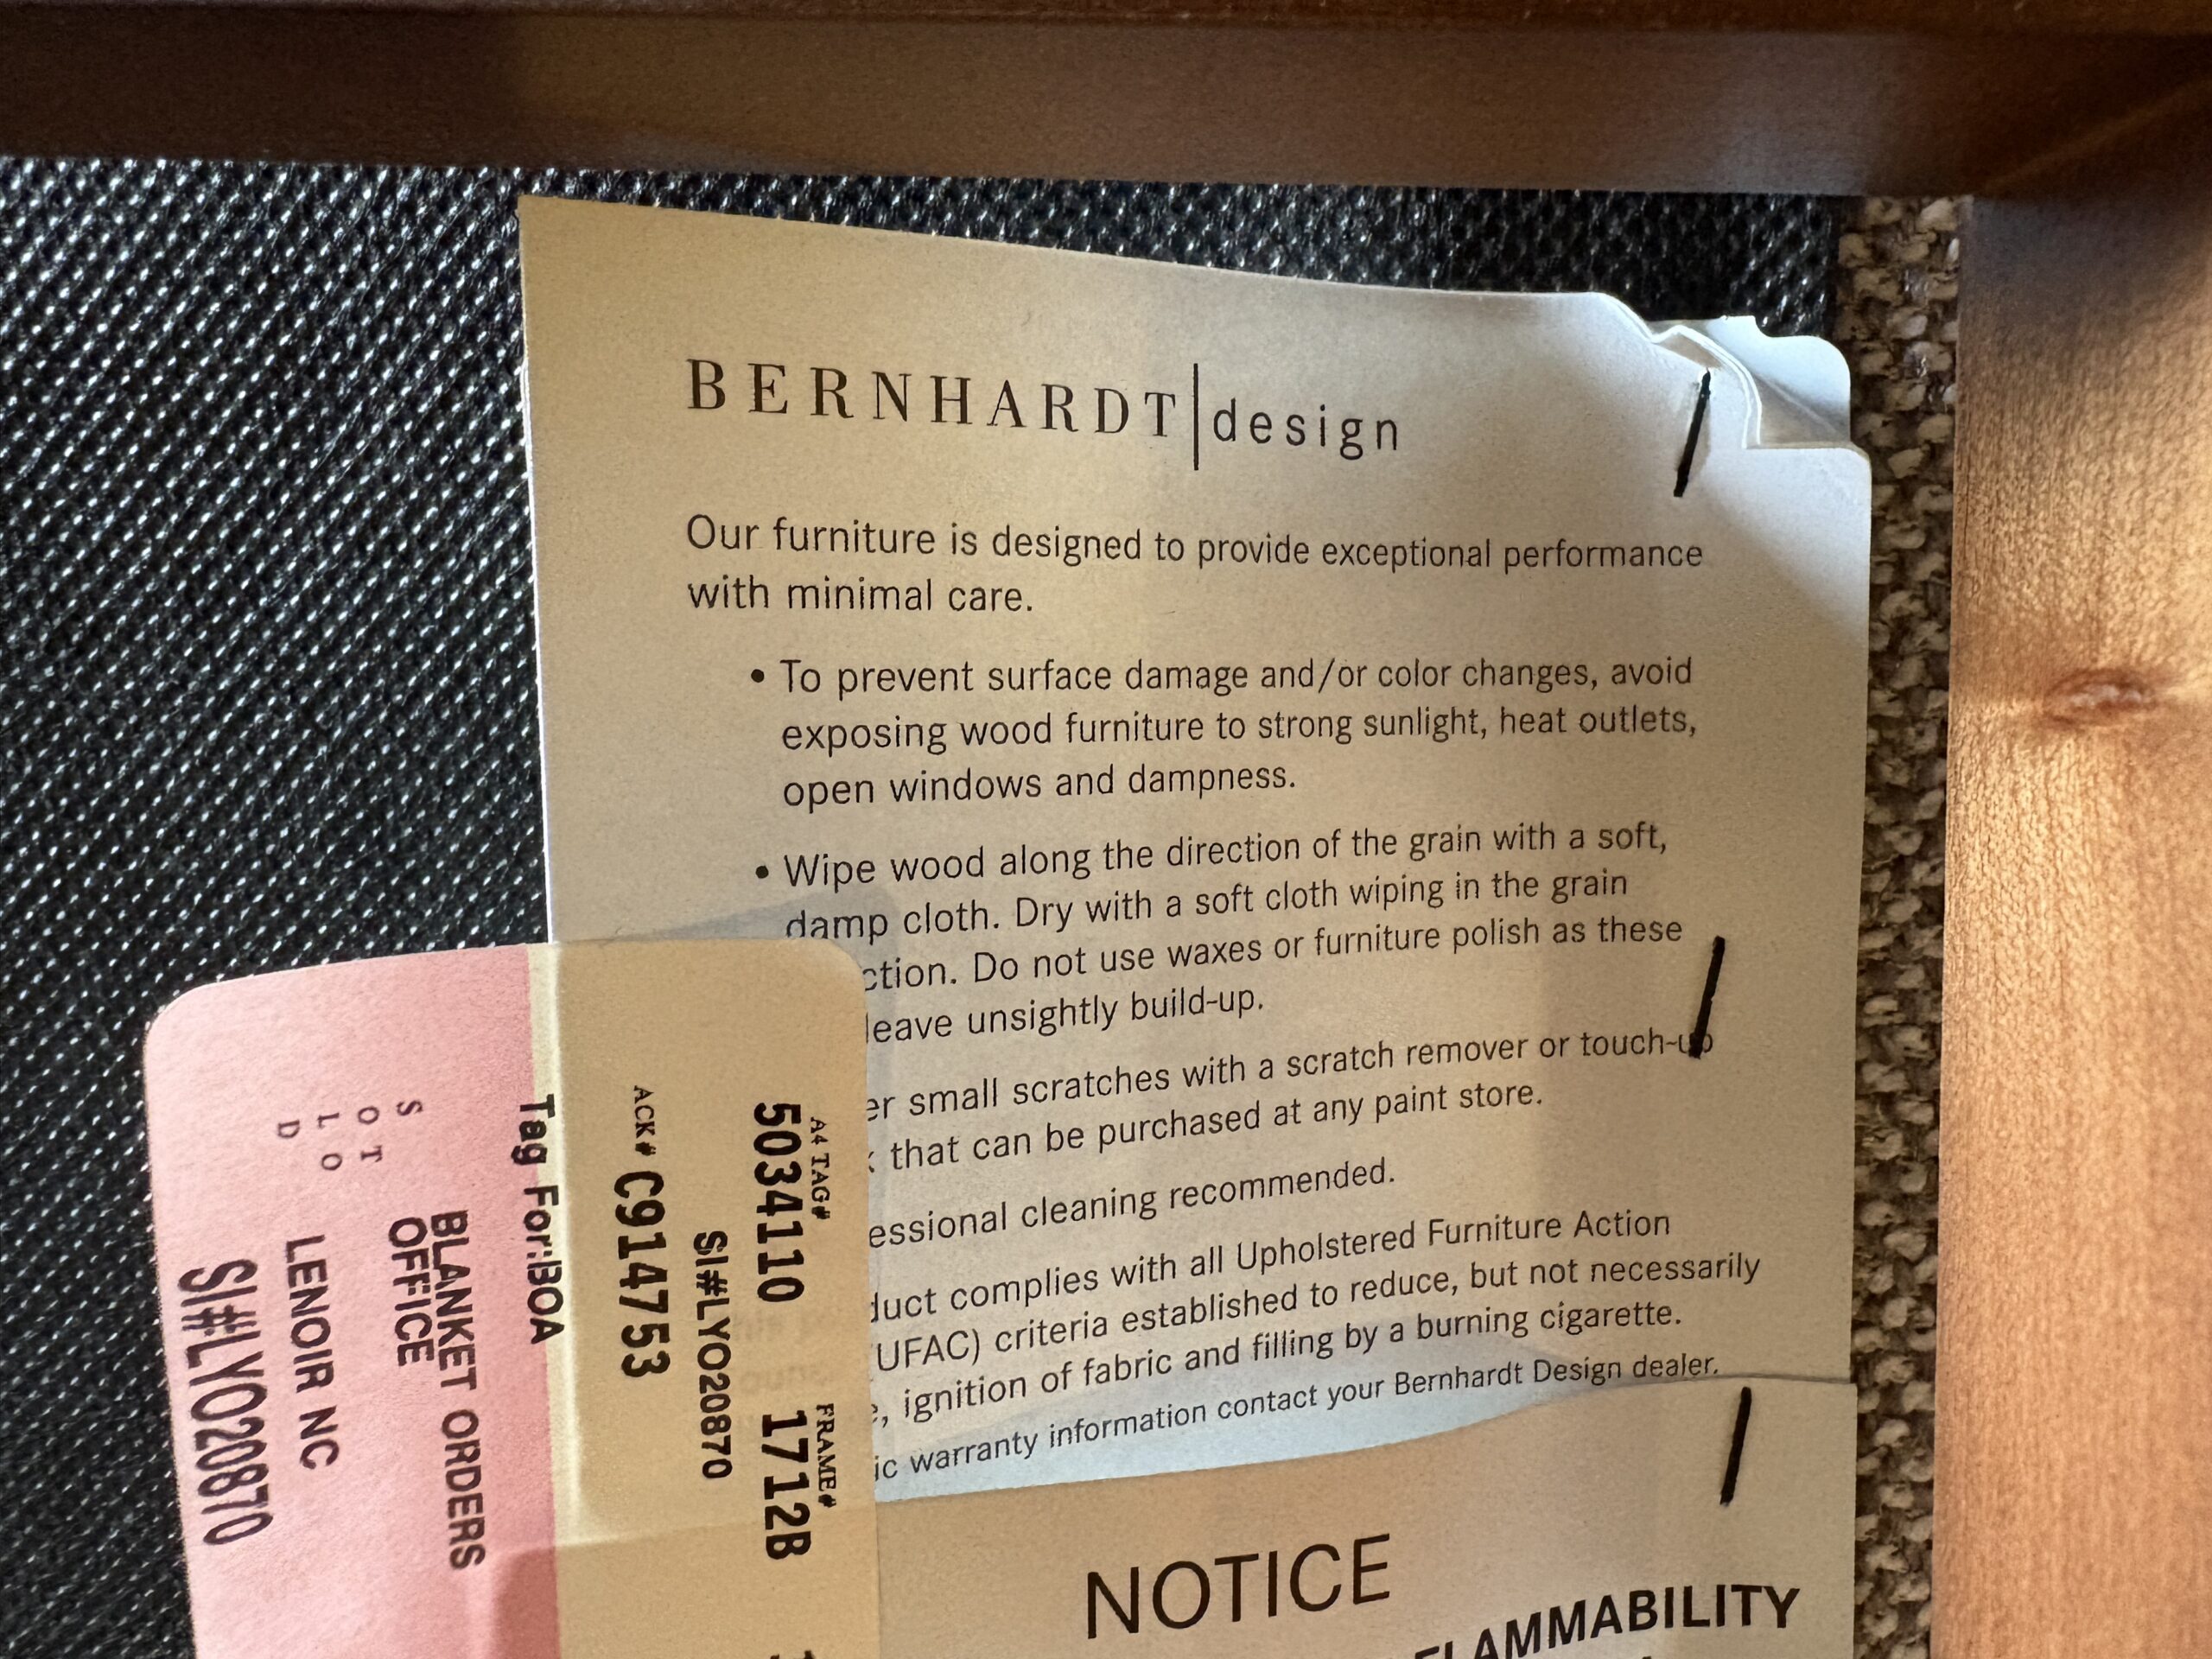 BERNHARDT design
Our furniture is designed to provide exceptional performance
with minimal care.
• To prevent surface damage and/or color changes, avoid
exposing wood furniture to strong sunlight, heat outlets,
open windows and dampness.
• Wipe wood along the direction of the grain with a soft,
damp cloth. Dry with a soft cloth wiping in the grain
ction. Do not use waxes or furniture polish as these
leave unsightly build-up.
er small scratches with a scratch remover or touch-up
that can be purchased at any paint store.
essional cleaning recommended.
duct complies with all Upholstered Furniture Action
UFAC) criteria established to reduce, but not necessarily
, ignition of fabric and filling by a burning cigarette.
ic warranty information contact your Bernhardt Design dealer.
NOTICE
FLAMMABILITY
A4 TAG# FRAME#
5034110 1712B
SI#LYO20870
ACK# C914753
Tag For:BOA
BLANKET ORDERS
OFFICE
LENOIR NC
SI#LYO20870
S
O T
L O
D